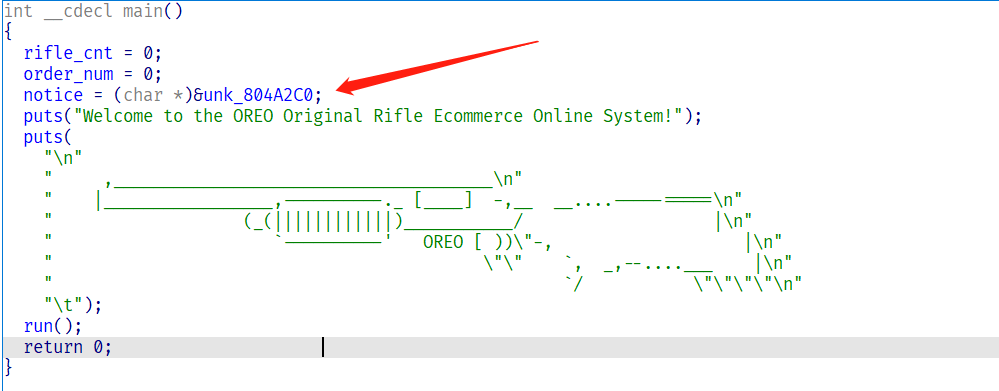 int __cdecl main()
{
  rifle_cnt = 0;
  order_num = 0;
  notice = (char *)&unk_804A2C0;
  puts("Welcome to the OREO Original Rifle Ecommerce Online System!");
  puts(
    "\n"
    "     ,______________________________________\n"
    "    |_________________,----------._ [____]  -,__  __....-----=====\n"
    "                   (_(||||||||||||)___________/                   |\n"
    "                      `----------'   OREO [ ))\"-,                   |\n"
    "                                           \"\"    `,  _,--....___    |\n"
    "                                                   `/           \"\"\"\"\n"
    "\t");
  run();
  return 0;
}